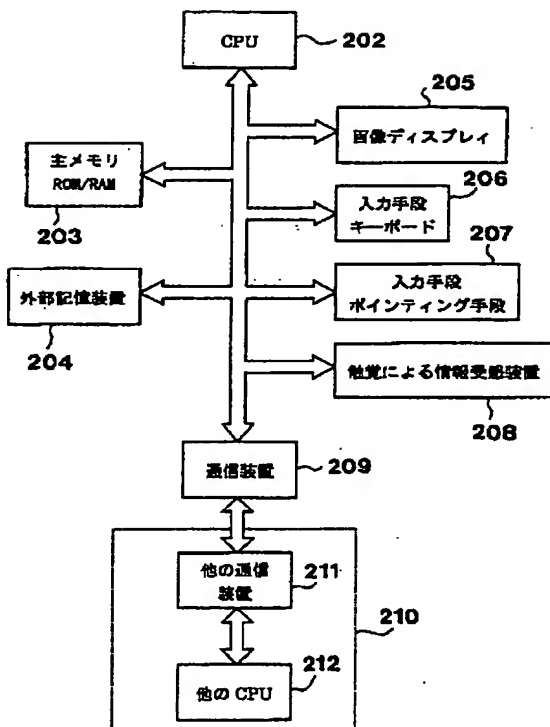 CPU
202
205
画像ディスプレイ
主メモリ
ROM/RAM
203
206
入力手段
キーボード
207
外部記憶装置
204
入力手段
ポインティング手段
触覚による情報受感装置
208
通信装置
209
他の通信
装置
211
210
212
他の CPU